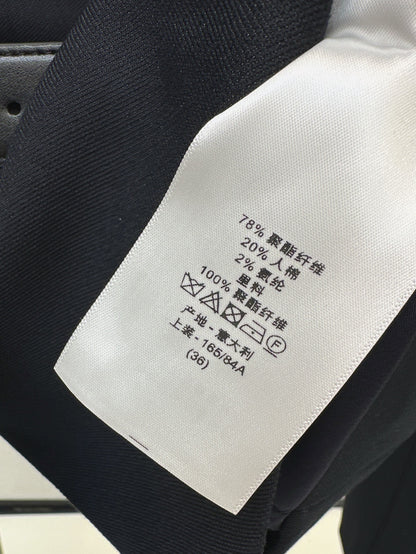 78% 聚酯纤维
20% 人棉
2% 氨纶
里料
100% 聚酯纤维
F
产地 - 意大利
上装 - 165/84A
(36)